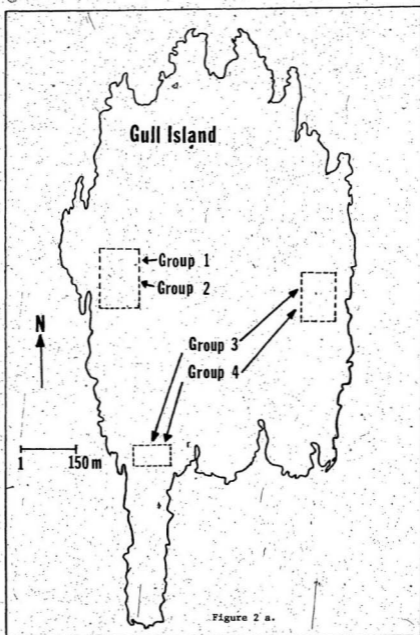 Gull Island
Group 1
Group 2
N
Group 3
Group 4
1 150 m
Figure 2 a.